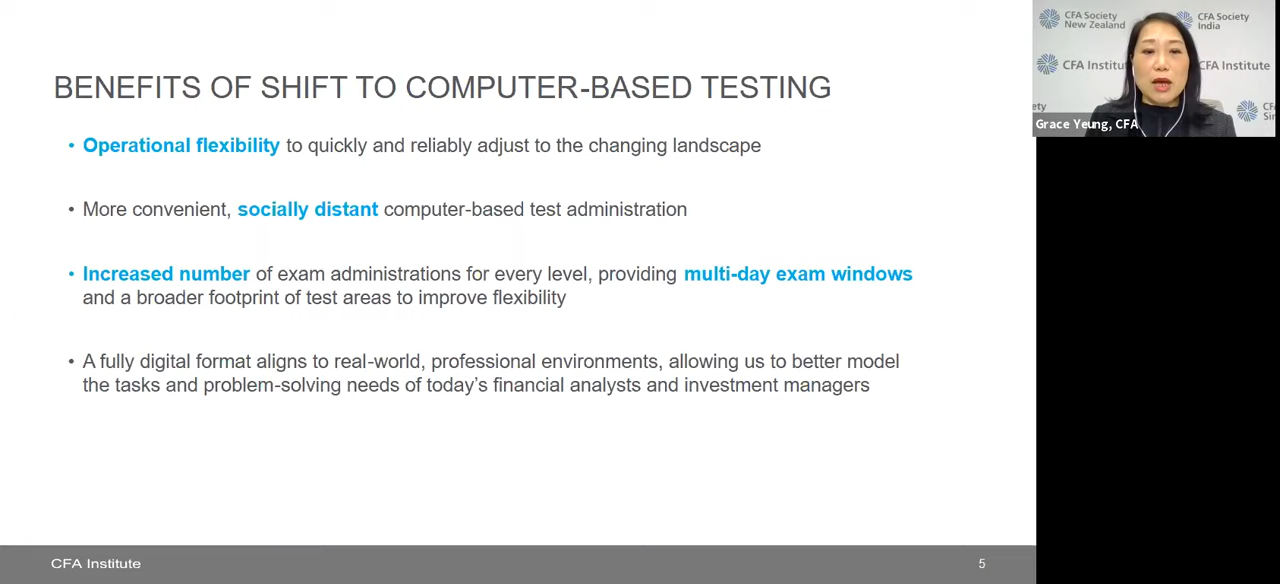 BENEFITS OF SHIFT TO COMPUTER-BASED TESTING
• Operational flexibility to quickly and reliably adjust to the changing landscape
• More convenient, socially distant computer-based test administration
• Increased number of exam administrations for every level, providing multi-day exam windows
and a broader footprint of test areas to improve flexibility
• A fully digital format aligns to real-world, professional environments, allowing us to better model
the tasks and problem-solving needs of today's financial analysts and investment managers
CFA Institute
5
CFA Society
New Zealand
CFA Society
India
CFA Institu
CFA Institute
ety
CF
Si
Grace Yeung, CFA